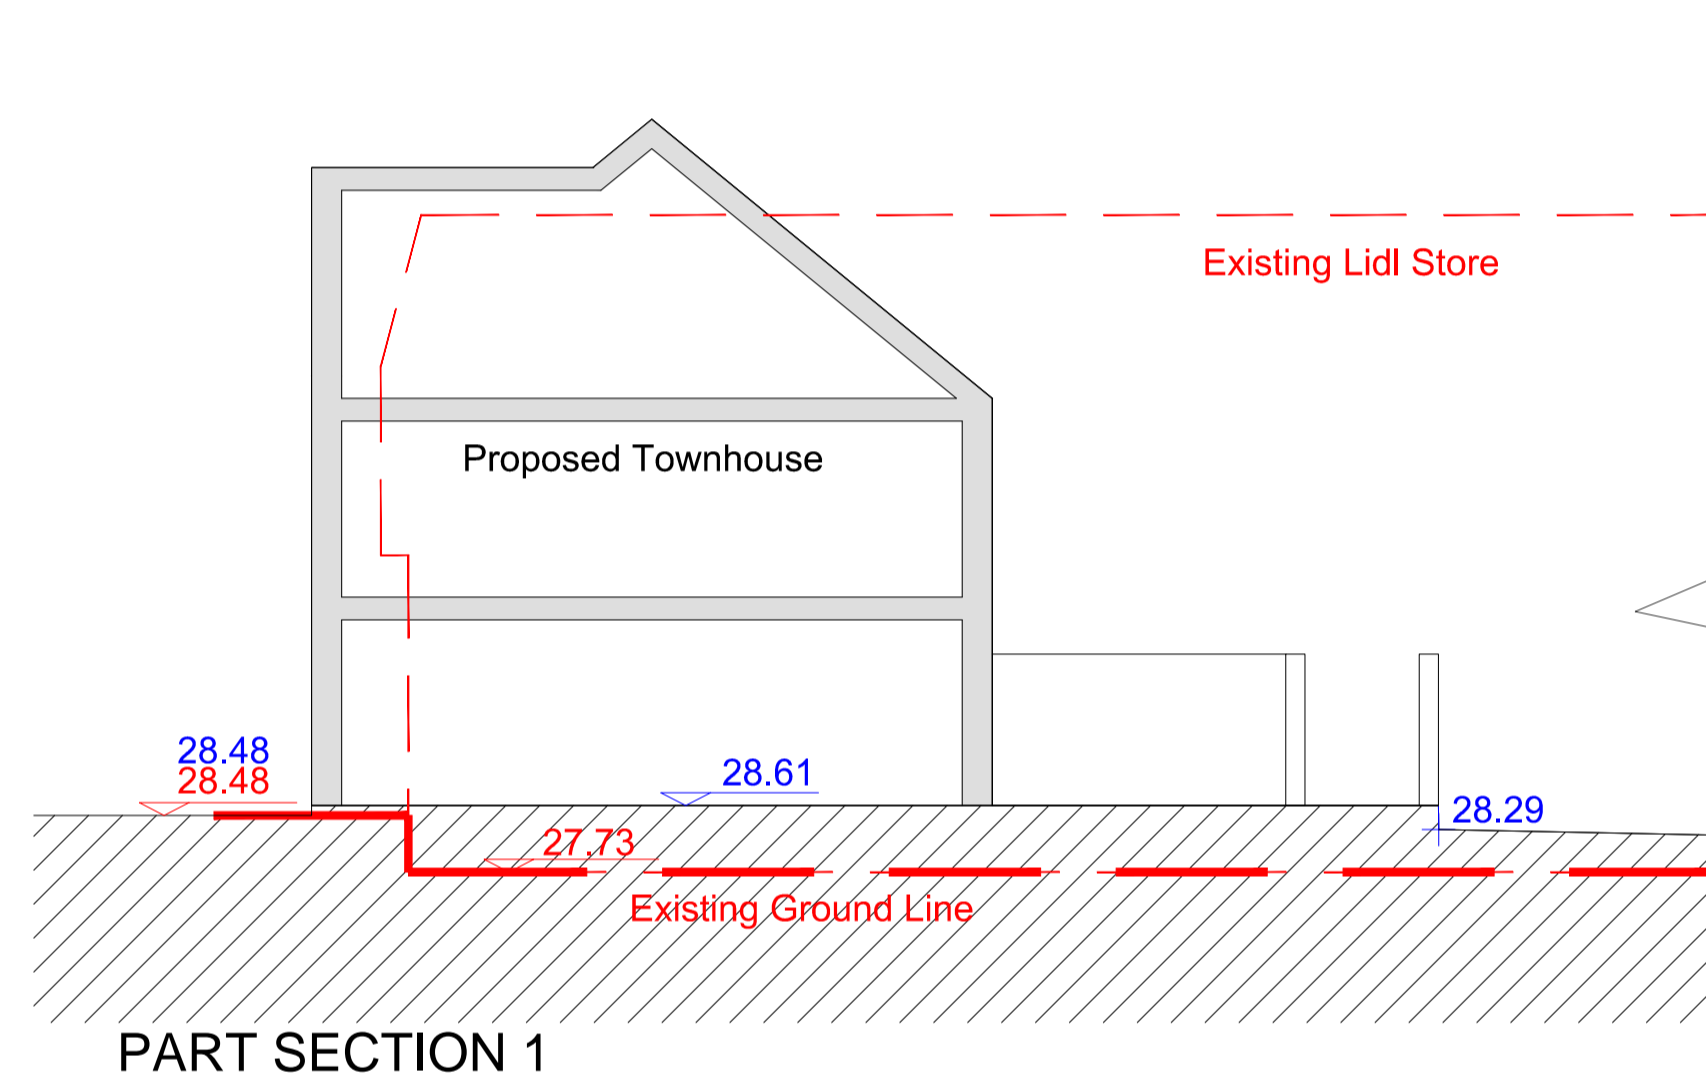 Existing Lidl Store
Proposed Townhouse
28.48
28.48
28.61
28.29
27.73
Existing Ground Line
PART SECTION 1